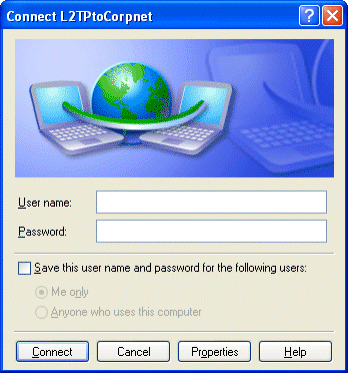 Connect L2TPtoCorpnet
User name:
Password:
Save this user name and password for the following users:
Me only
Anyone who uses this computer
Connect Cancel Properties Help